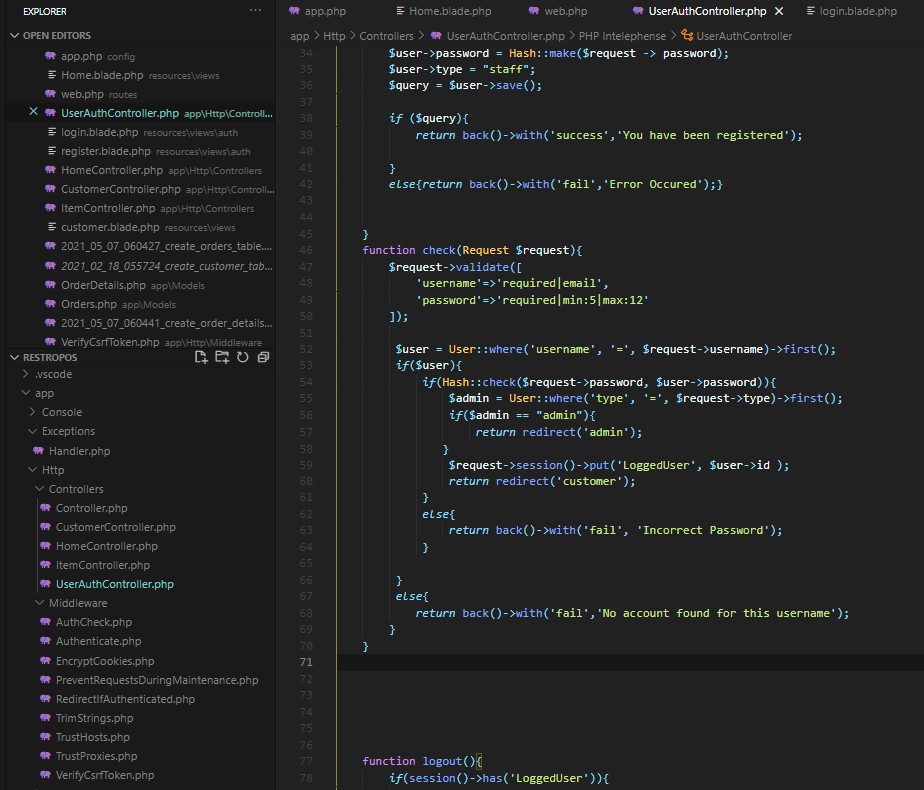 EXPLORER
OPEN EDITORS
app.php config
Home.blade.php resources\views
web.php routes
UserAuthController.php app\Http\Controll...
login.blade.php resources\views\auth
register.blade.php resources\views\auth
HomeController.php app\Http\Controllers
CustomerController.php app\Http\Controll...
ItemController.php app\Http\Controllers
customer.blade.php resources\views
2021_05_07_060427_create_orders_table....
2021_02_18_055724_create_customer_tab...
OrderDetails.php app\Models
Orders.php app\Models
2021_05_07_060441_create_order_details...
VerifyCsrfToken.php app\Http\Middleware
RESTROPOS
.vscode
app
Console
Exceptions
Handler.php
Http
Controllers
Controller.php
CustomerController.php
HomeController.php
ItemController.php
UserAuthController.php
Middleware
AuthCheck.php
Authenticate.php
EncryptCookies.php
PreventRequestsDuringMaintenance.php
RedirectIfAuthenticated.php
TrimStrings.php
TrustHosts.php
TrustProxies.php
VerifyCsrfToken.php
app.php Home.blade.php web.php UserAuthController.php login.blade.php
app > Http > Controllers > UserAuthController.php > PHP Intelephense > UserAuthController
34 $user->password = Hash::make($request -> password);
35 $user->type = "staff";
36 $query = $user->save();
37
38 if ($query){
39 return back()->with('success','You have been registered');
40
41 }
42 else{return back()->with('fail','Error Occured');}
43
44
45 }
46 function check(Request $request){
47 $request->validate([
48 'username'=>'required|email',
49 'password'=>'required|min:5|max:12'
50 ]);
51
52 $user = User::where('username', '=', $request->username)->first();
53 if($user){
54 if(Hash::check($request->password, $user->password)){
55 $admin = User::where('type', '=', $request->type)->first();
56 if($admin == "admin"){
57 return redirect('admin');
58 }
59 $request->session()->put('LoggedUser', $user->id );
60 return redirect('customer');
61 }
62 else{
63 return back()->with('fail', 'Incorrect Password');
64 }
65
66 }
67 else{
68 return back()->with('fail','No account found for this username');
69 }
70 }
71
72
73
74
75
76
77 function logout(){
78 if(session()->has('LoggedUser')){